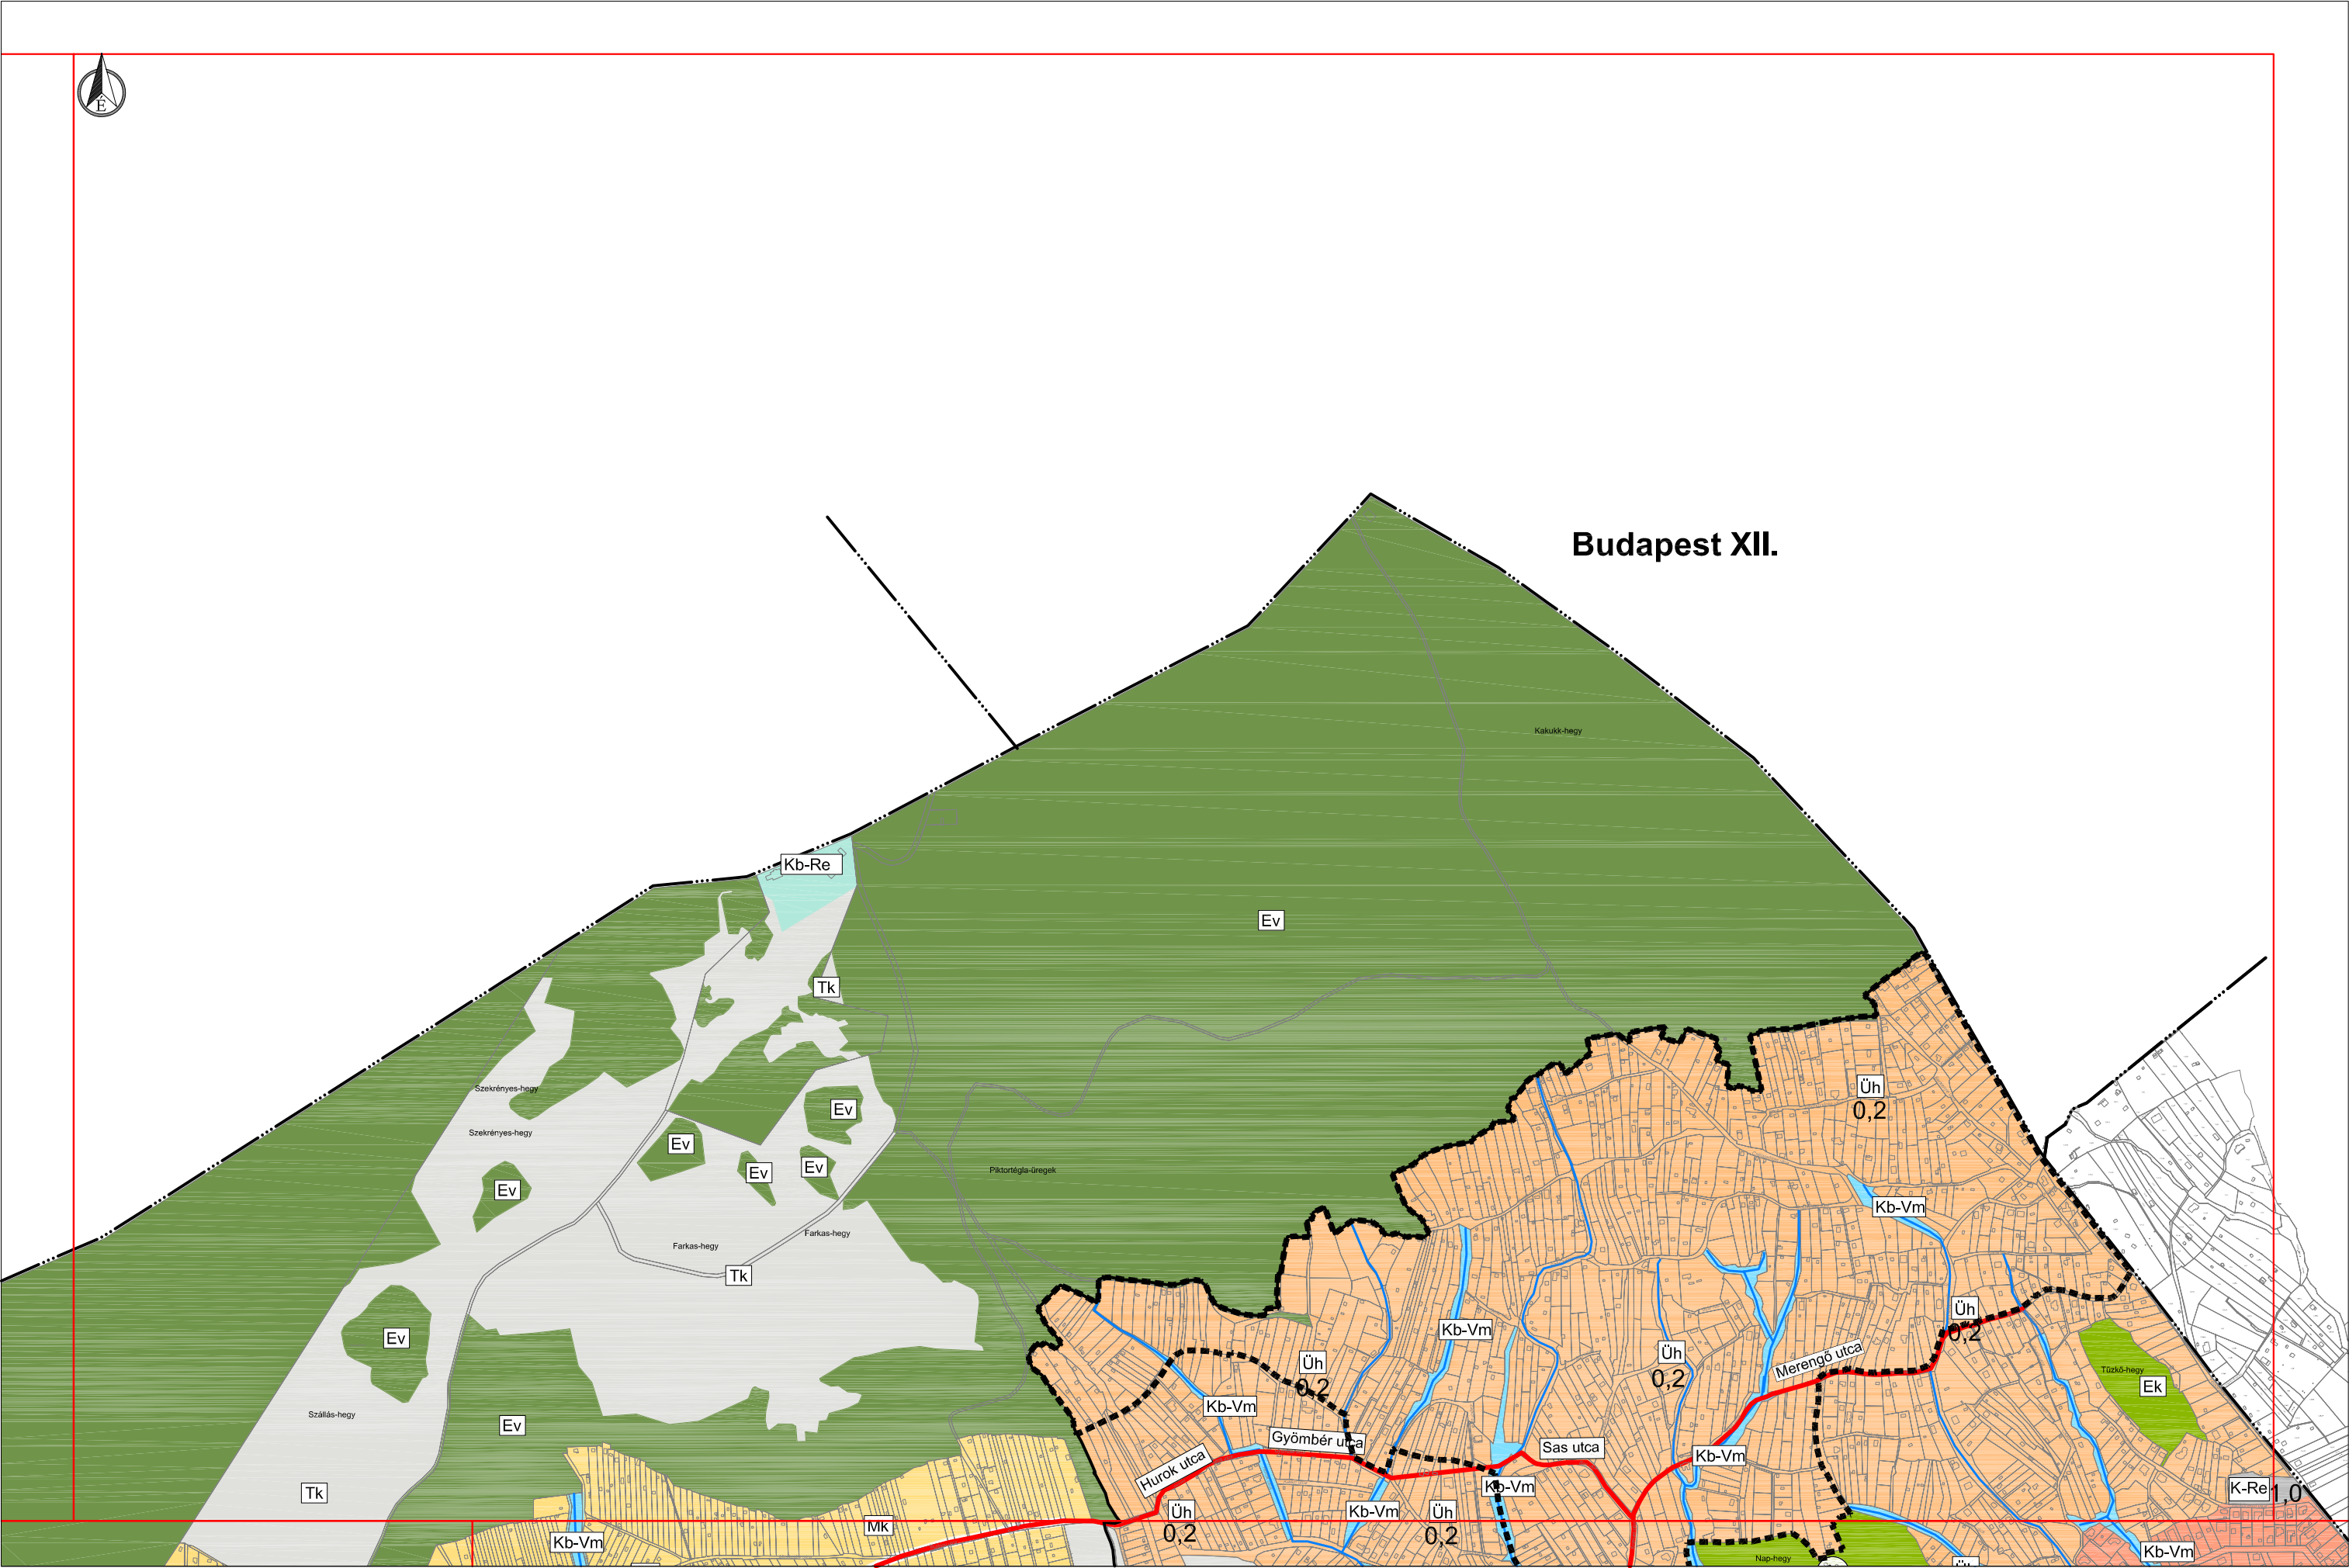 É
Budapest XII.
Kakukk-hegy
Kb-Re
Ev
Tk
Szekrényes-hegy
Üh
0,2
Ev
Szekrényes-hegy
Ev
Ev
Ev
Piktortégla-üregek
Ev
Kb-Vm
Farkas-hegy
Farkas-hegy
Tk
Üh
0,2
Kb-Vm
Ev
Üh
0,2
Üh
0,2
Merengő utca
Tűzkő-hegy
Ek
Kb-Vm
Szállás-hegy
Ev
Gyömbér utca
Sas utca
Kb-Vm
Hurok utca
Kb-Vm
K-Re
1,0
Tk
Üh
0,2
Kb-Vm
Üh
0,2
Mk
Kb-Vm
Kb-Vm
Nap-hegy
Üh